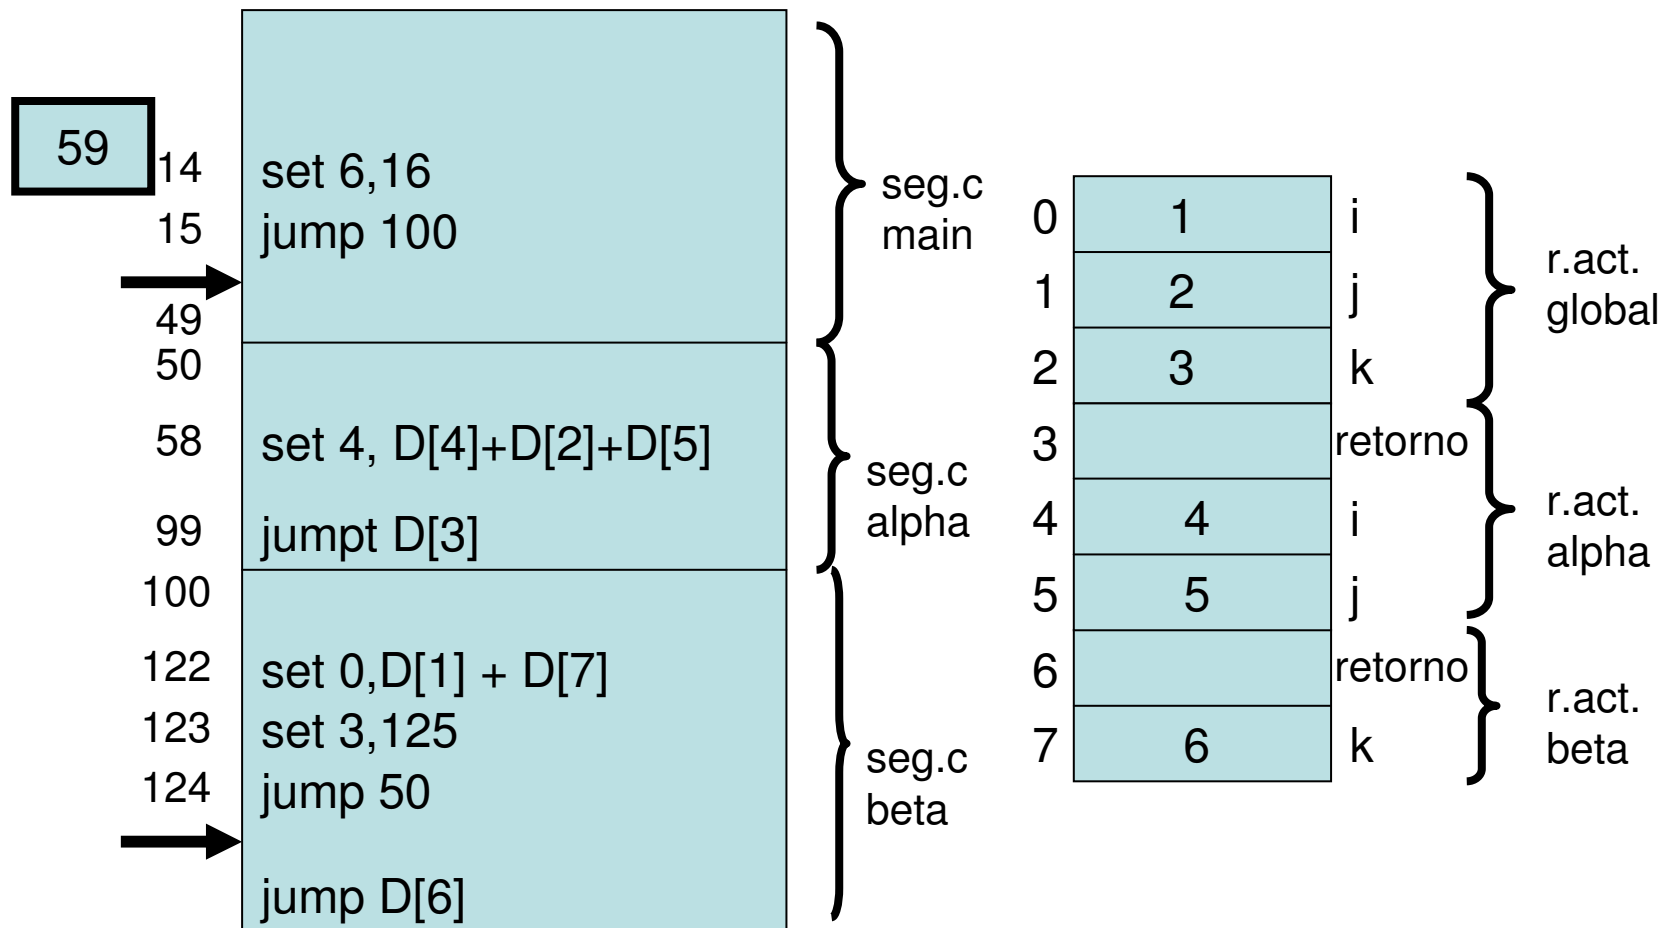 59
14 set 6,16
15 jump 100
49
50
58 set 4, D[4]+D[2]+D[5]
99 jumpt D[3]
100
122 set 0,D[1] + D[7]
123 set 3,125
124 jump 50
jump D[6]
seg.c
main
seg.c
alpha
seg.c
beta
0 1 i
1 2 j
2 3 k
3 retorno
4 4 i
5 5 j
6 retorno
7 6 k
r.act.
global
r.act.
alpha
r.act.
beta